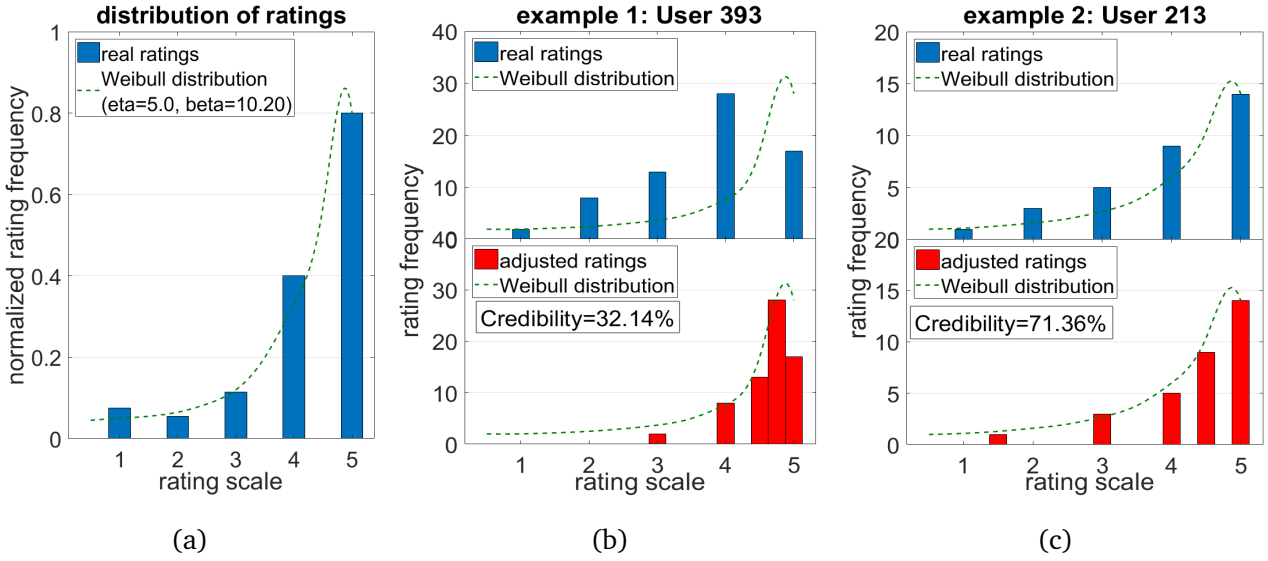 distribution of ratings
1
0.8
0.6
0.4
0.2
0
normalized rating frequency
real ratings
Weibull distribution
(eta=5.0, beta=10.20)
1 2 3 4 5
rating scale
(a)
example 1: User 393
40
30
20
10
40
30
20
10
0
rating frequency
real ratings
Weibull distribution
adjusted ratings
Weibull distribution
Credibility=32.14%
1 2 3 4 5
rating scale
(b)
example 2: User 213
20
15
10
5
20
15
10
5
0
rating frequency
real ratings
Weibull distribution
adjusted ratings
Weibull distribution
Credibility=71.36%
1 2 3 4 5
rating scale
(c)